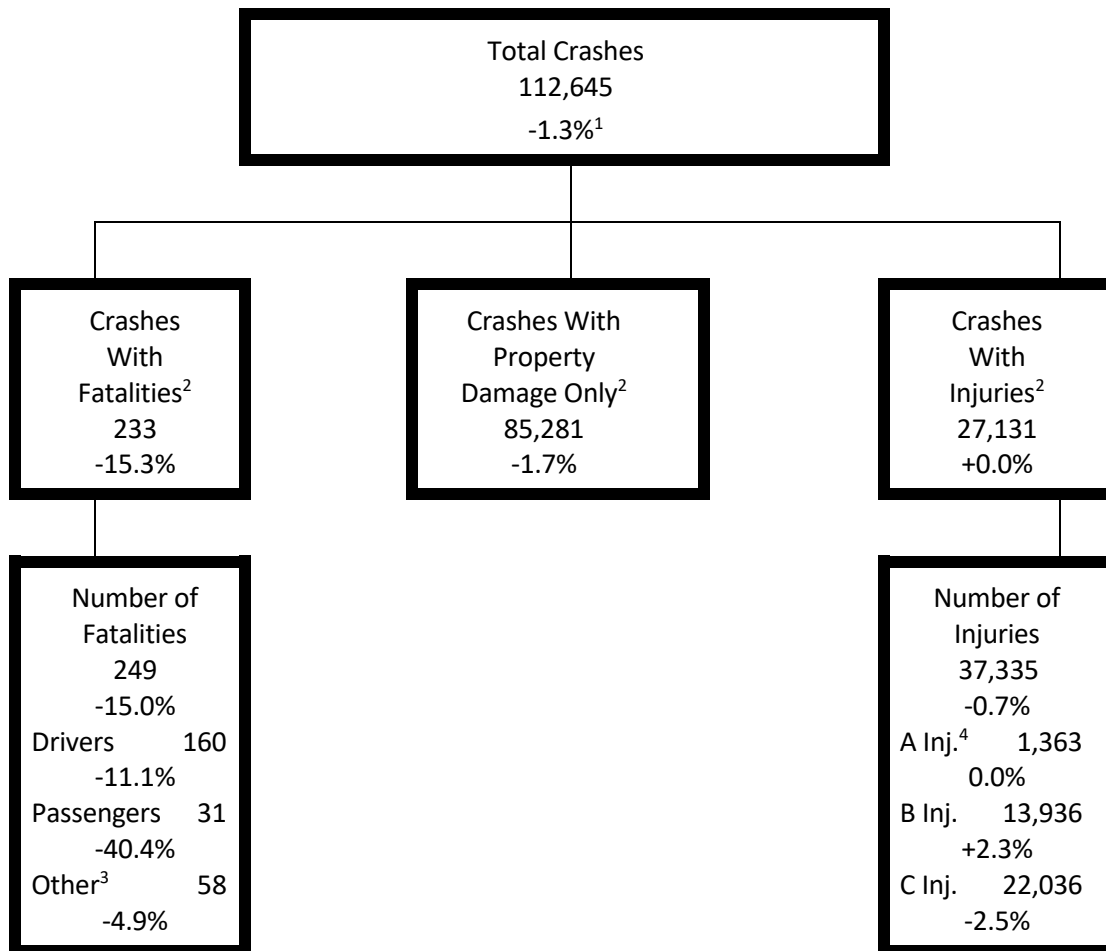 Total Crashes
112,645
-1.3%¹
Crashes
With
Fatalities²
233
-15.3%
Crashes With
Property
Damage Only²
85,281
-1.7%
Crashes
With
Injuries²
27,131
+0.0%
Number of
Fatalities
249
-15.0%
Drivers 160
-11.1%
Passengers 31
-40.4%
Other³ 58
-4.9%
Number of
Injuries
37,335
-0.7%
A Inj.⁴ 1,363
0.0%
B Inj. 13,936
+2.3%
C Inj. 22,036
-2.5%